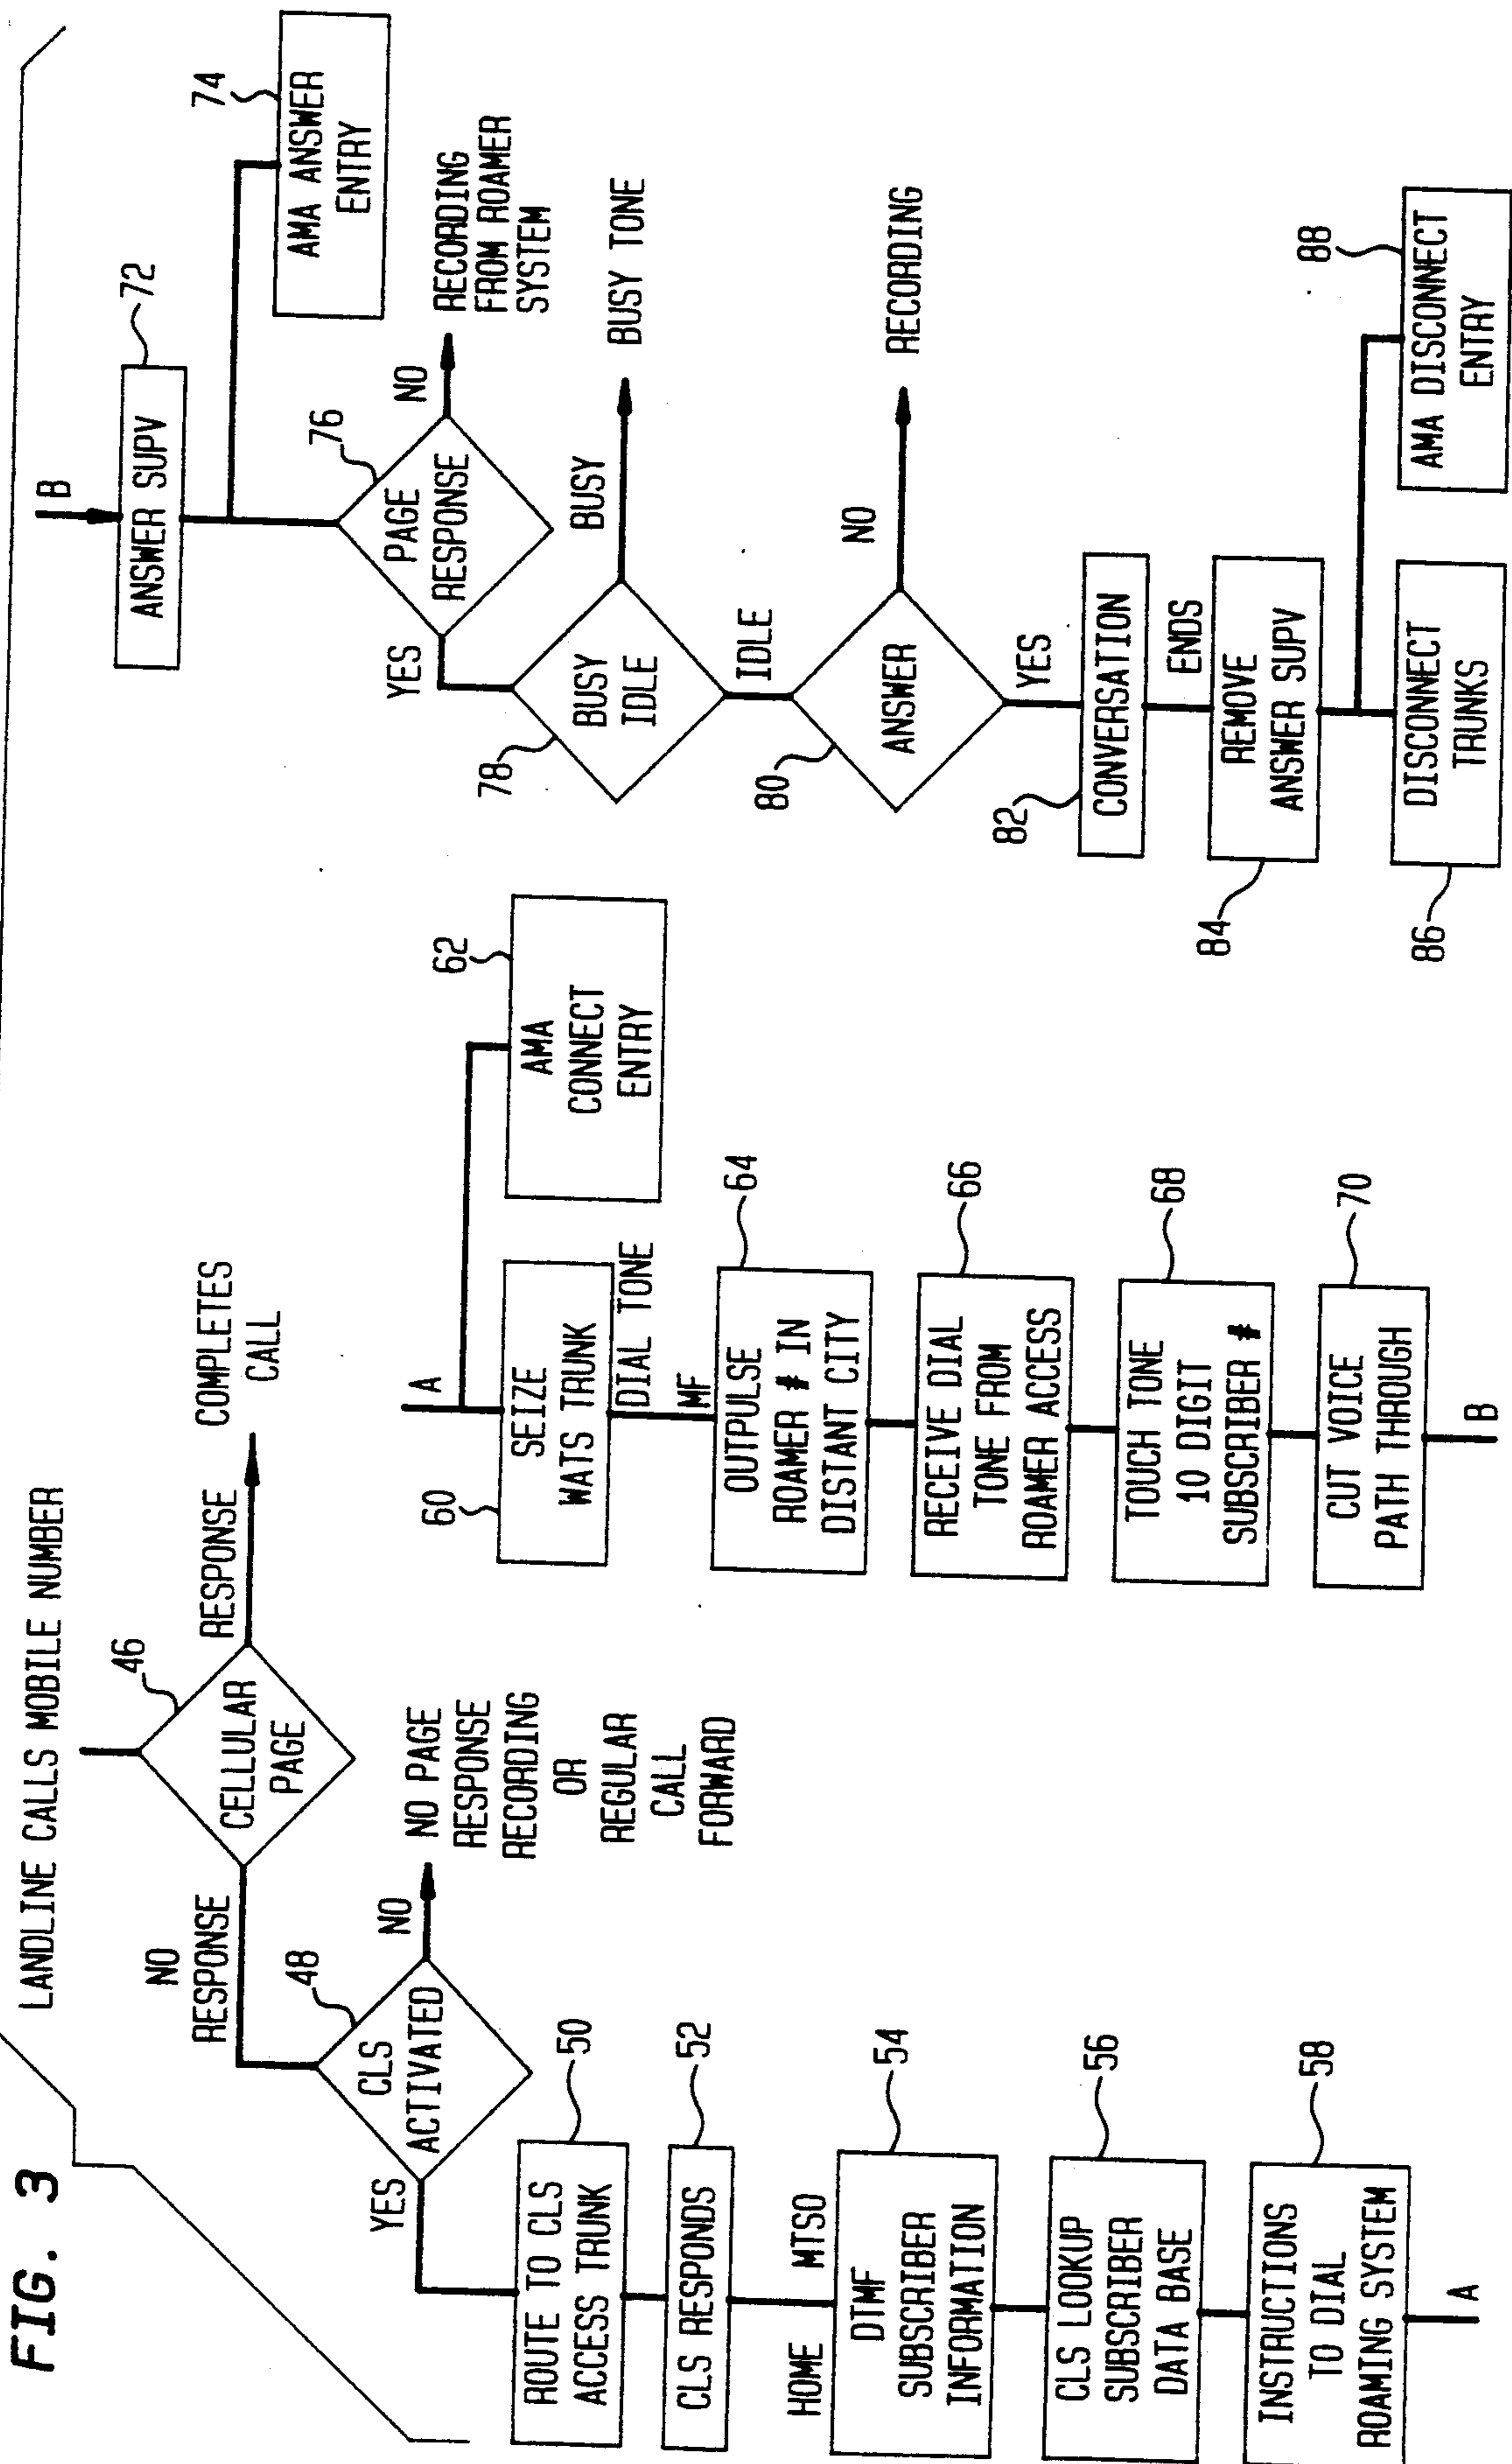 FIG. 3
LANDLINE CALLS MOBILE NUMBER
46
CELLULAR
PAGE
RESPONSE
COMPLETES
CALL
NO
RESPONSE
48
CLS
ACTIVATED
NO
NO PAGE
RESPONSE
RECORDING
OR
REGULAR
CALL
FORWARD
YES
ROUTE TO CLS
ACCESS TRUNK
50
CLS RESPONDS
52
HOME MTSO
DTMF
SUBSCRIBER
INFORMATION
54
CLS LOOKUP
SUBSCRIBER
DATA BASE
56
INSTRUCTIONS
TO DIAL
ROAMING SYSTEM
58
A
A
60
SEIZE
WATS TRUNK
62
AMA
CONNECT
ENTRY
DIAL TONE
MF
OUTPULSE
ROAMER # IN
DISTANT CITY
64
RECEIVE DIAL
TONE FROM
ROAMER ACCESS
66
TOUCH TONE
10 DIGIT
SUBSCRIBER #
68
CUT VOICE
PATH THROUGH
70
B
B
ANSWER SUPV
72
74
AMA ANSWER
ENTRY
76
PAGE
RESPONSE
NO
RECORDING
FROM ROAMER
SYSTEM
YES
78
BUSY
IDLE
BUSY
BUSY TONE
IDLE
80
ANSWER
NO
RECORDING
YES
82
CONVERSATION
ENDS
84
REMOVE
ANSWER SUPV
86
DISCONNECT
TRUNKS
88
AMA DISCONNECT
ENTRY